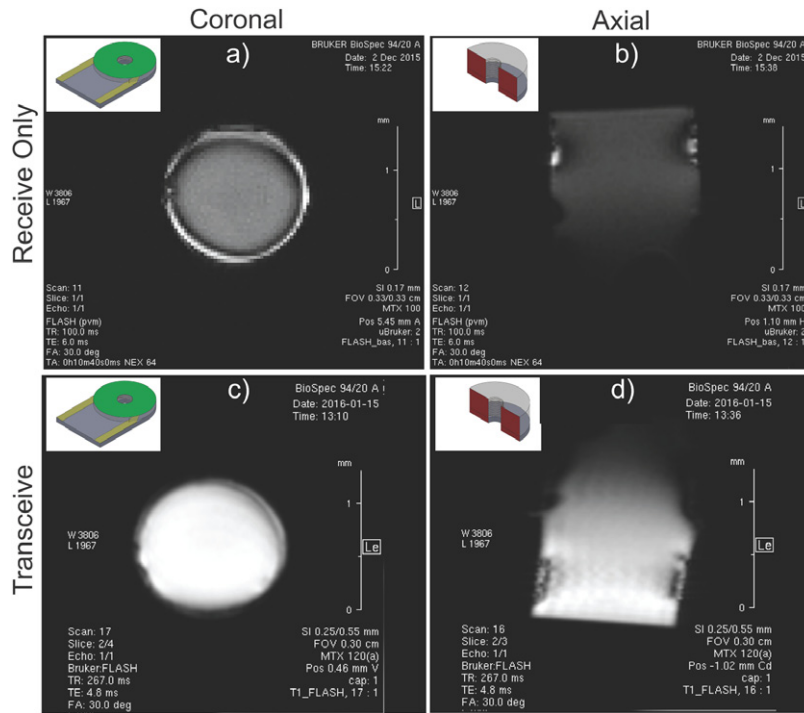 Coronal
Axial
Receive Only
Transceive
a)
BRUKER BioSpec 94/20 A
Date: 2 Dec 2015
Time: 15:22
mm
1
0
W 3806
L 1967
L
Scan: 11
Slice: 1/1
Echo: 1/1
FLASH (pvm)
TR: 100.0 ms
TE: 6.0 ms
FA: 30.0 deg
TA: 0h10m40s0ms NEX 64
SI 0.17 mm
FOV 0.33/0.33 cm
MTX 100
Pos 5.45 mm A
uBruker: 2
FLASH_bas, 11 : 1
b)
BRUKER BioSpec 94/20 A
Date: 2 Dec 2015
Time: 15:38
mm
1
0
W 3806
L 1967
L
Scan: 12
Slice: 1/1
Echo: 1/1
FLASH (pvm)
TR: 100.0 ms
TE: 6.0 ms
FA: 30.0 deg
SI 0.17 mm
FOV 0.33/0.33 cm
MTX 100
Pos 1.10 mm H
uBruker: 2
FLASH_bas, 12 : 1
c)
BioSpec 94/20 A
Date: 2016-01-15
Time: 13:10
mm
1
0
W 3806
L 1967
Le
Scan: 17
Slice: 2/4
Echo: 1/1
Bruker:FLASH
TR: 267.0 ms
TE: 4.8 ms
FA: 30.0 deg
SI 0.25/0.55 mm
FOV 0.30 cm
MTX 120(a)
Pos 0.46 mm V
cap: 1
T1_FLASH, 17 : 1
d)
BioSpec 94/20 A
Date: 2016-01-15
Time: 13:36
mm
1
0
W 3806
L 1967
Le
Scan: 16
Slice: 2/3
Echo: 1/1
Bruker:FLASH
TR: 267.0 ms
TE: 4.8 ms
FA: 30.0 deg
SI 0.25/0.55 mm
FOV 0.30 cm
MTX 120(a)
Pos -1.02 mm Cd
cap: 1
T1_FLASH, 16 : 1